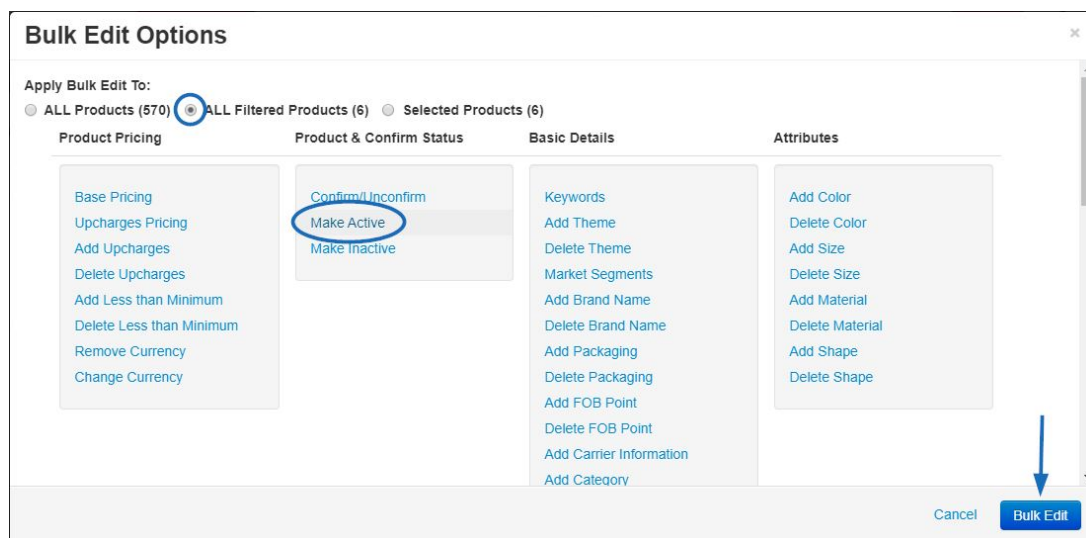 Bulk Edit Options
×
Apply Bulk Edit To:
ALL Products (570) ALL Filtered Products (6) Selected Products (6)
Product Pricing
Base Pricing
Upcharges Pricing
Add Upcharges
Delete Upcharges
Add Less than Minimum
Delete Less than Minimum
Remove Currency
Change Currency
Product & Confirm Status
Confirm/Unconfirm
Make Active
Make Inactive
Basic Details
Keywords
Add Theme
Delete Theme
Market Segments
Add Brand Name
Delete Brand Name
Add Packaging
Delete Packaging
Add FOB Point
Delete FOB Point
Add Carrier Information
Add Category
Attributes
Add Color
Delete Color
Add Size
Delete Size
Add Material
Delete Material
Add Shape
Delete Shape
Cancel
Bulk Edit